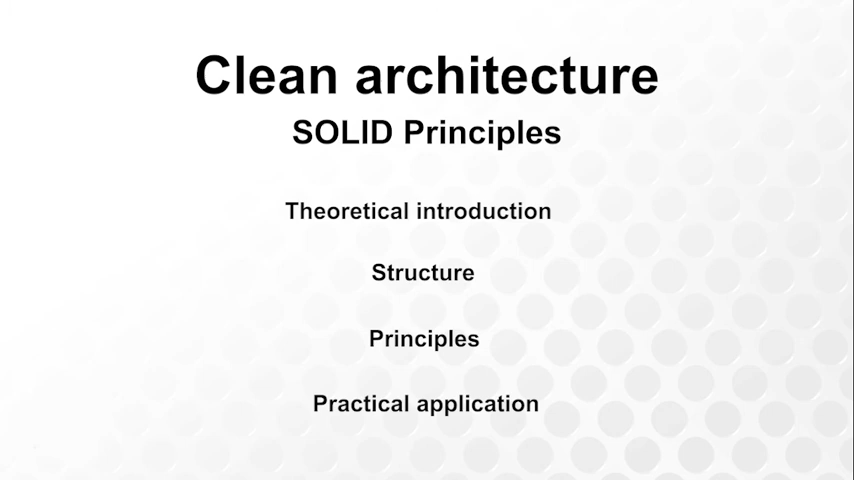 Clean architecture
SOLID Principles
Theoretical introduction
Structure
Principles
Practical application